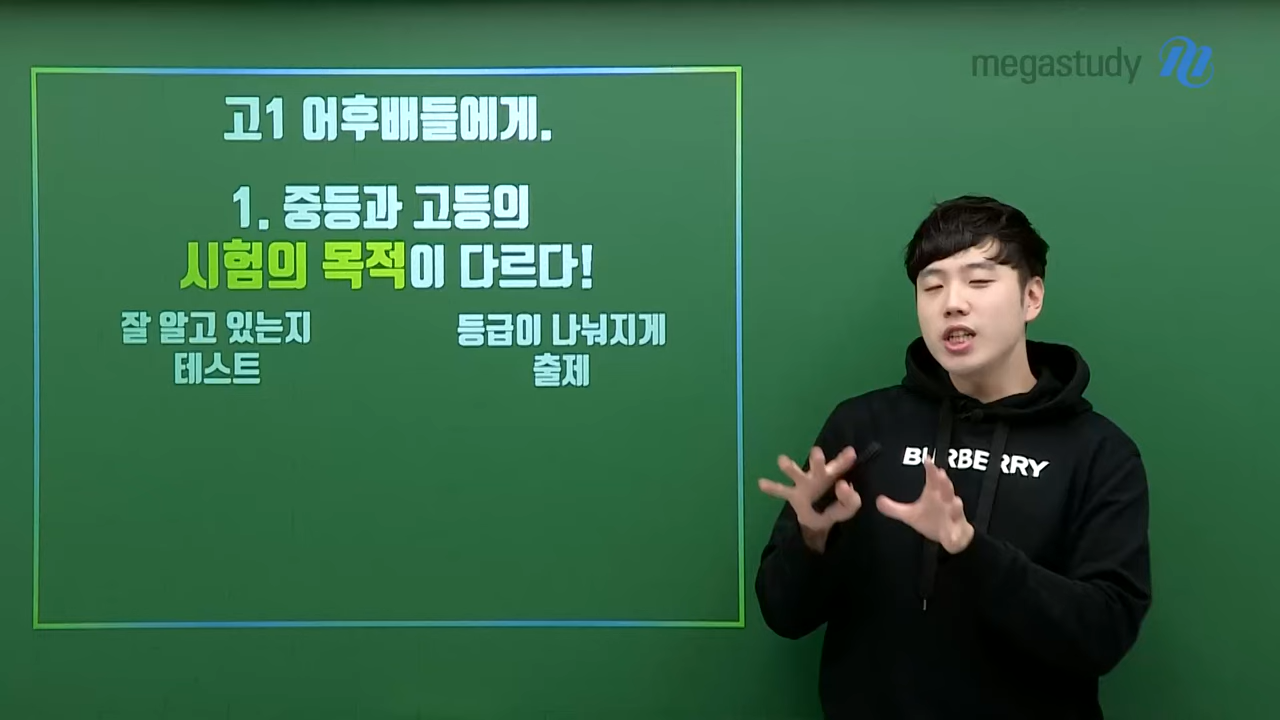 megastudy
고1 어후배들에게.
1. 중등과 고등의
시험의 목적이 다르다!
잘 알고 있는지
테스트
등급이 나눠지게
출제
BURBERRY